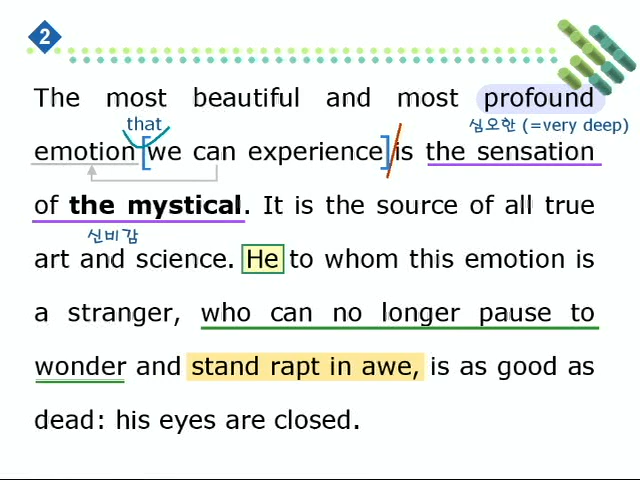 2
The most beautiful and most profound
that 심오한 (=very deep)
emotion [we can experience] is the sensation
of the mystical. It is the source of all true
신비감
art and science. He to whom this emotion is
a stranger, who can no longer pause to
wonder and stand rapt in awe, is as good as
dead: his eyes are closed.